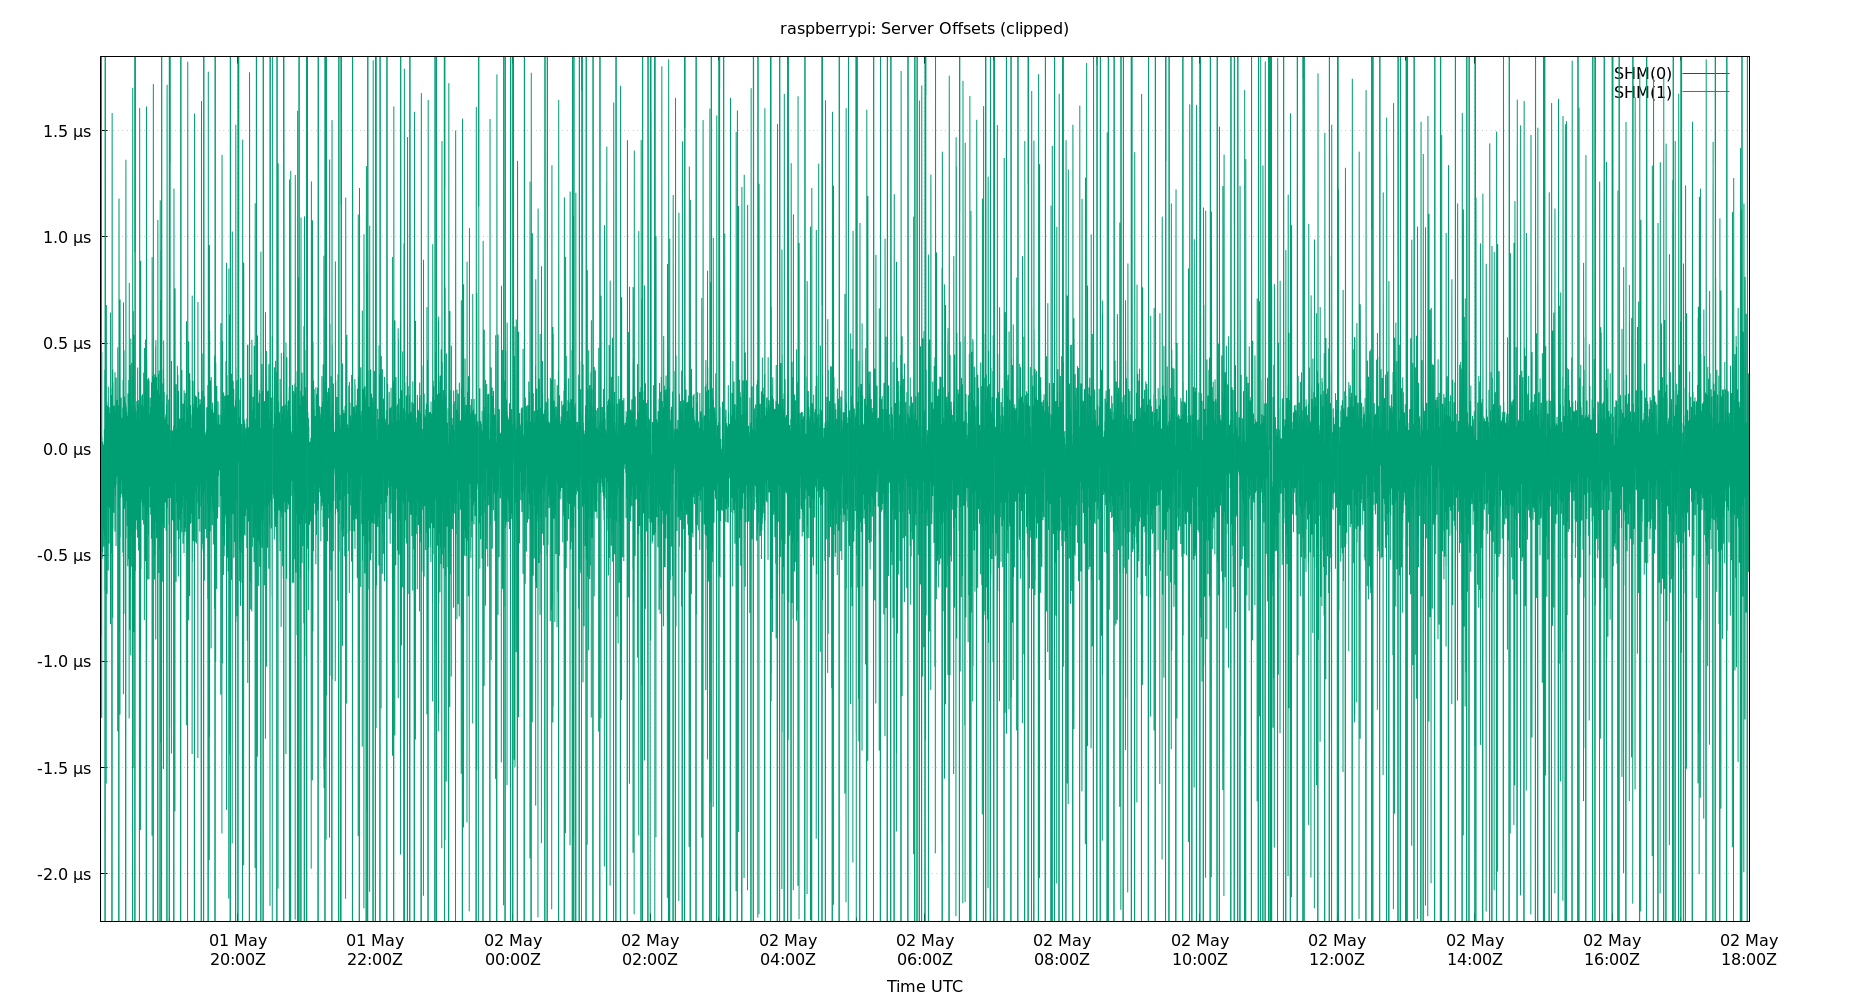 raspberrypi: Server Offsets (clipped)
SHM(0)
SHM(1)
1.5 µs
1.0 µs
0.5 µs
0.0 µs
-0.5 µs
-1.0 µs
-1.5 µs
-2.0 µs
01 May 01 May 02 May 02 May 02 May 02 May 02 May 02 May 02 May 02 May 02 May 02 May
20:00Z 22:00Z 00:00Z 02:00Z 04:00Z 06:00Z 08:00Z 10:00Z 12:00Z 14:00Z 16:00Z 18:00Z
Time UTC